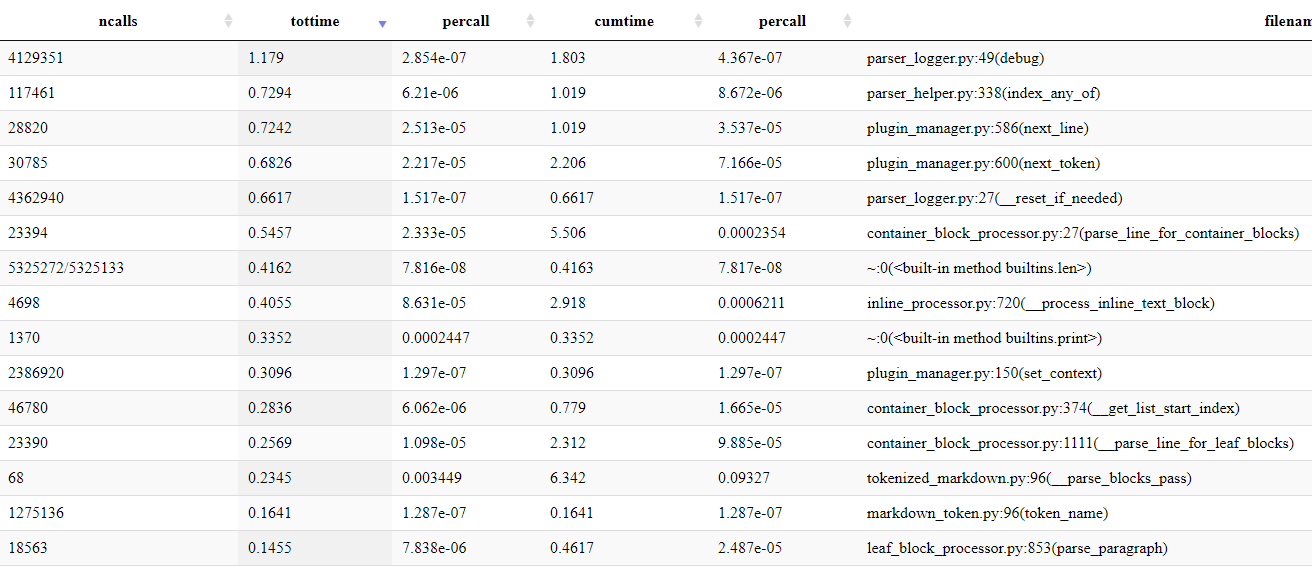 ncalls tottime percall cumtime percall filenam
4129351 1.179 2.854e-07 1.803 4.367e-07 parser_logger.py:49(debug)
117461 0.7294 6.21e-06 1.019 8.672e-06 parser_helper.py:338(index_any_of)
28820 0.7242 2.513e-05 1.019 3.537e-05 plugin_manager.py:586(next_line)
30785 0.6826 2.217e-05 2.206 7.166e-05 plugin_manager.py:600(next_token)
4362940 0.6617 1.517e-07 0.6617 1.517e-07 parser_logger.py:27(__reset_if_needed)
23394 0.5457 2.333e-05 5.506 0.0002354 container_block_processor.py:27(parse_line_for_container_blocks)
5325272/5325133 0.4162 7.816e-08 0.4163 7.817e-08 ~:0(<built-in method builtins.len>)
4698 0.4055 8.631e-05 2.918 0.0006211 inline_processor.py:720(__process_inline_text_block)
1370 0.3352 0.0002447 0.3352 0.0002447 ~:0(<built-in method builtins.print>)
2386920 0.3096 1.297e-07 0.3096 1.297e-07 plugin_manager.py:150(set_context)
46780 0.2836 6.062e-06 0.779 1.665e-05 container_block_processor.py:374(__get_list_start_index)
23390 0.2569 1.098e-05 2.312 9.885e-05 container_block_processor.py:1111(__parse_line_for_leaf_blocks)
68 0.2345 0.003449 6.342 0.09327 tokenized_markdown.py:96(__parse_blocks_pass)
1275136 0.1641 1.287e-07 0.1641 1.287e-07 markdown_token.py:96(token_name)
18563 0.1455 7.838e-06 0.4617 2.487e-05 leaf_block_processor.py:853(parse_paragraph)